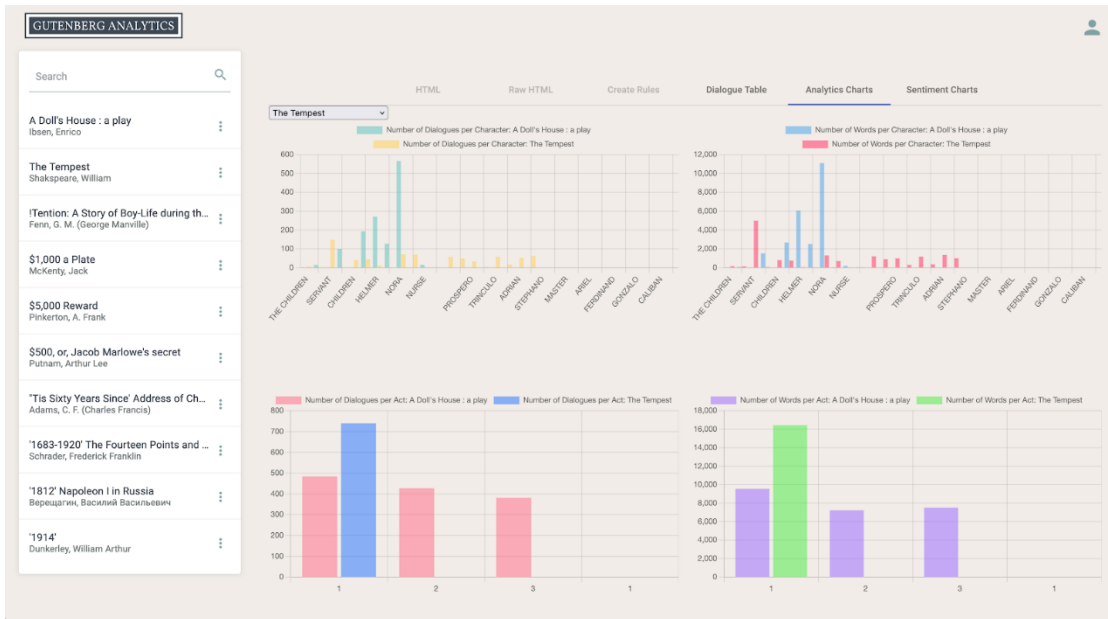 GUTENBERG ANALYTICS
Search
A Doll's House : a play
Ibsen, Enrico
The Tempest
Shakspeare, William
!Tention: A Story of Boy-Life during th...
Fenn, G. M. (George Manville)
$1,000 a Plate
McKenty, Jack
$5,000 Reward
Pinkerton, A. Frank
$500, or, Jacob Marlowe's secret
Putnam, Arthur Lee
'Tis Sixty Years Since' Address of Ch...
Adams, C. F. (Charles Francis)
'1683-1920' The Fourteen Points and ...
Schrader, Frederick Franklin
'1812' Napoleon I in Russia
Верещагин, Василий Васильевич
'1914'
Dunkerley, William Arthur
HTML Raw HTML Create Rules Dialogue Table Analytics Charts Sentiment Charts
The Tempest
Number of Dialogues per Character: A Doll's House : a play
Number of Dialogues per Character: The Tempest
600
500
400
300
200
100
0
THE CHILDREN SERVANT CHILDREN HELMER NORA NURSE PROSPERO TRINCULO ADRIAN STEPHANO MASTER ARIEL FERDINAND GONZALO CALIBAN
Number of Words per Character: A Doll's House : a play
Number of Words per Character: The Tempest
12,000
10,000
8,000
6,000
4,000
2,000
0
THE CHILDREN SERVANT CHILDREN HELMER NORA NURSE PROSPERO TRINCULO ADRIAN STEPHANO MASTER ARIEL FERDINAND GONZALO CALIBAN
Number of Dialogues per Act: A Doll's House : a play Number of Dialogues per Act: The Tempest
800
700
600
500
400
300
200
100
0
1 2 3 1
Number of Words per Act: A Doll's House : a play Number of Words per Act: The Tempest
18,000
16,000
14,000
12,000
10,000
8,000
6,000
4,000
2,000
0
1 2 3 1